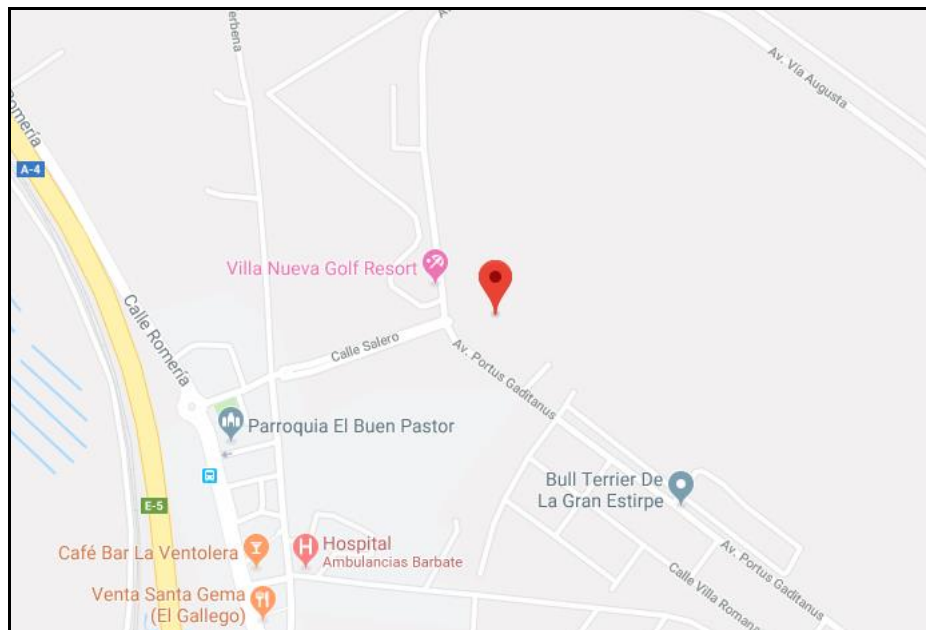 erbena
A
Av. Vía Augusta
Romería
A-4
Villa Nueva Golf Resort
Calle Romería
Calle Salero
Av. Portus Gaditanus
Parroquia El Buen Pastor
Bull Terrier De
La Gran Estirpe
E-5
Hospital
Ambulancias Barbate
Café Bar La Ventolera
Av. Portus Gaditanus
Calle Villa Romana
Venta Santa Gema
(El Gallego)